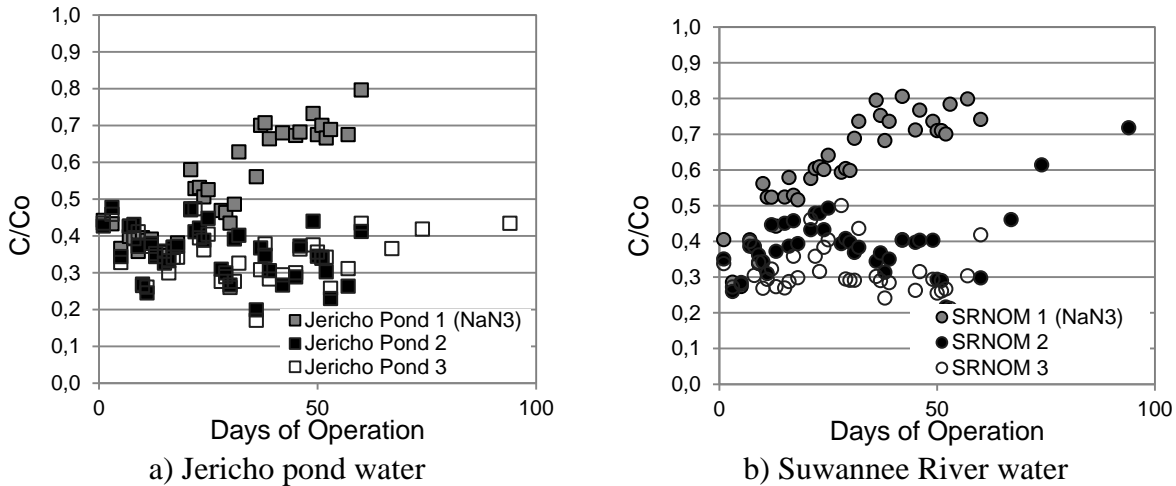 1,0
0,9
0,8
0,7
0,6
0,5
0,4
0,3
0,2
0,1
0,0
C/Co
0
50
100
Days of Operation
Jericho Pond 1 (NaN3)
Jericho Pond 2
Jericho Pond 3
a) Jericho pond water
1,0
0,9
0,8
0,7
0,6
0,5
0,4
0,3
0,2
0,1
0,0
C/Co
0
50
100
Days of Operation
SRNOM 1 (NaN3)
SRNOM 2
SRNOM 3
b) Suwannee River water